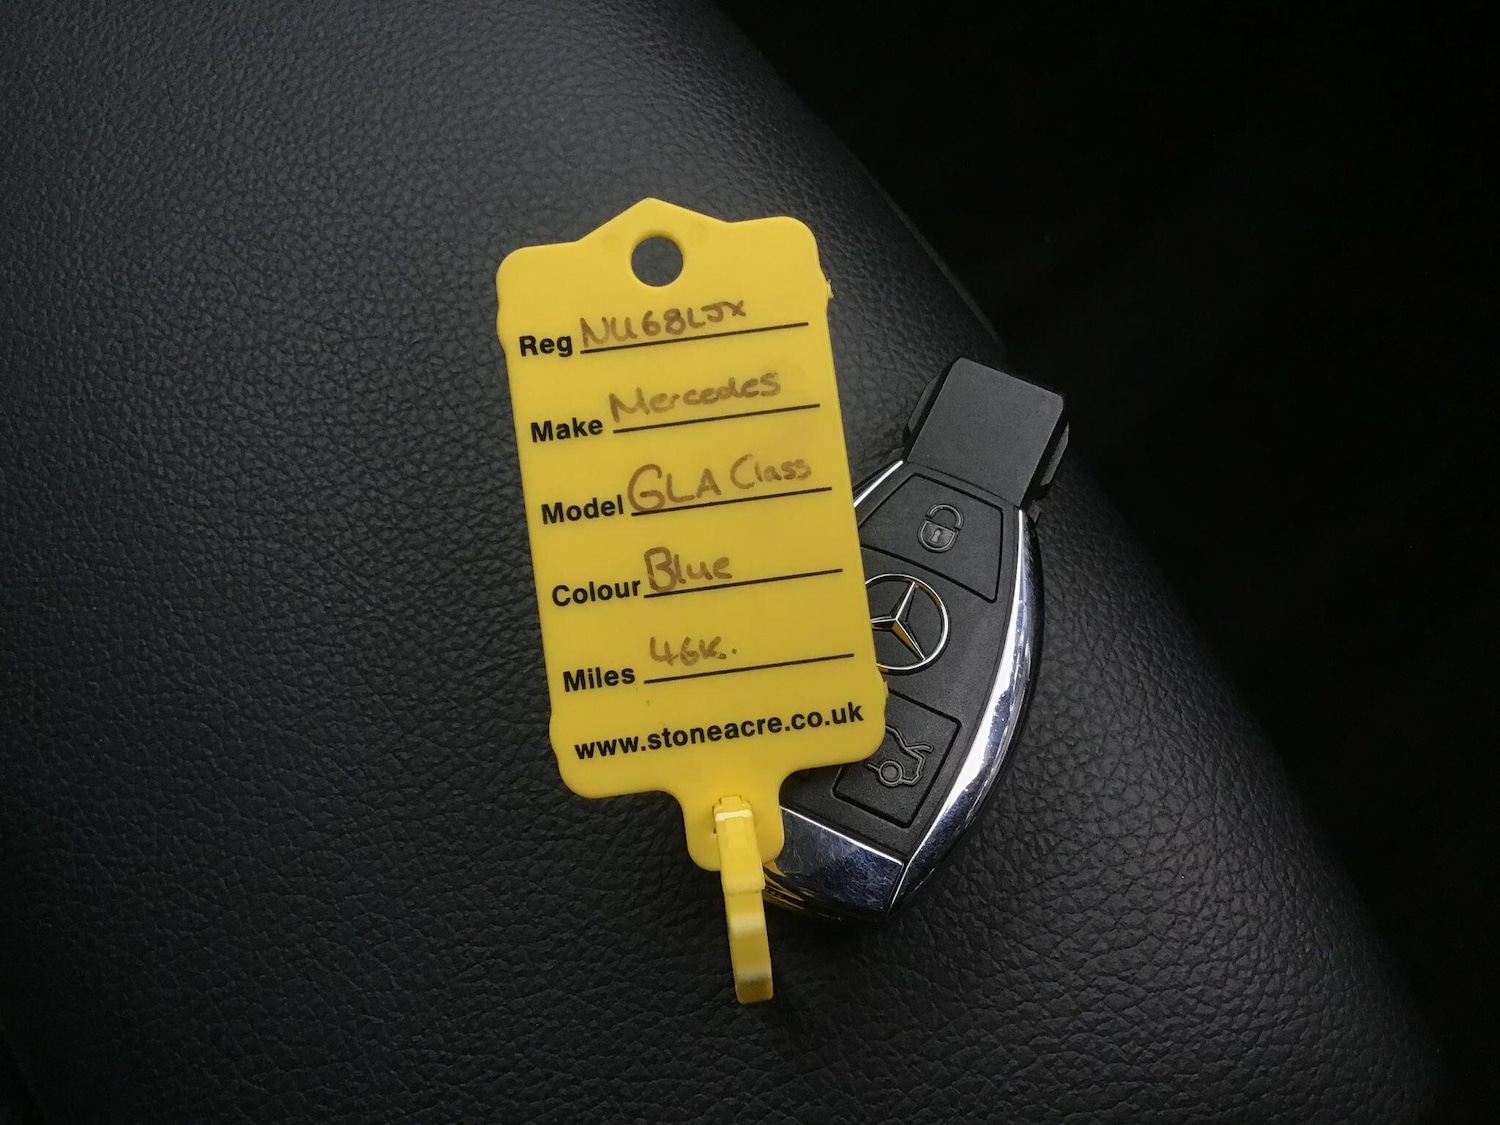 Reg NU68LJX
Make Mercedes
Model GLA Class
Colour Blue
Miles 46K.
www.stoneacre.co.uk